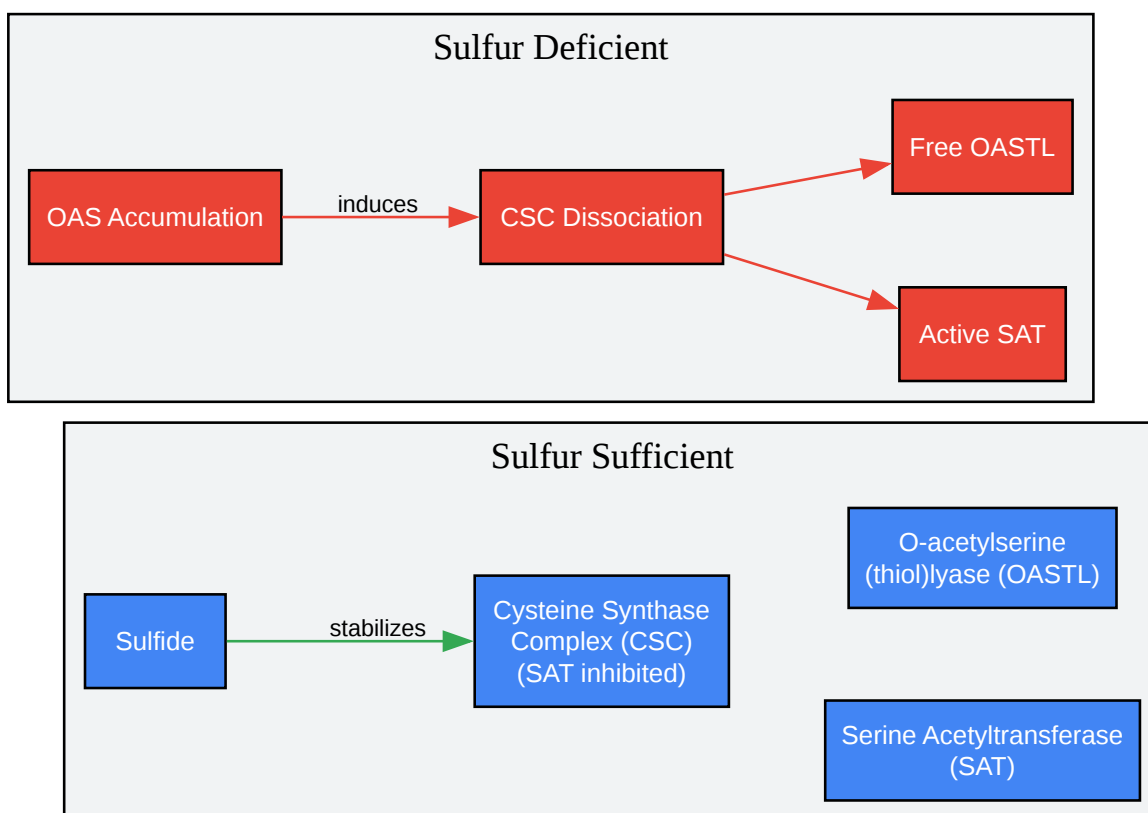 Sulfur Deficient
Free OASTL
OAS Accumulation
induces
CSC Dissociation
Active SAT
Sulfur Sufficient
O-acetylserine
(thiol)lyase (OASTL)
Sulfide
stabilizes
Cysteine Synthase
Complex (CSC)
(SAT inhibited)
Serine Acetyltransferase
(SAT)